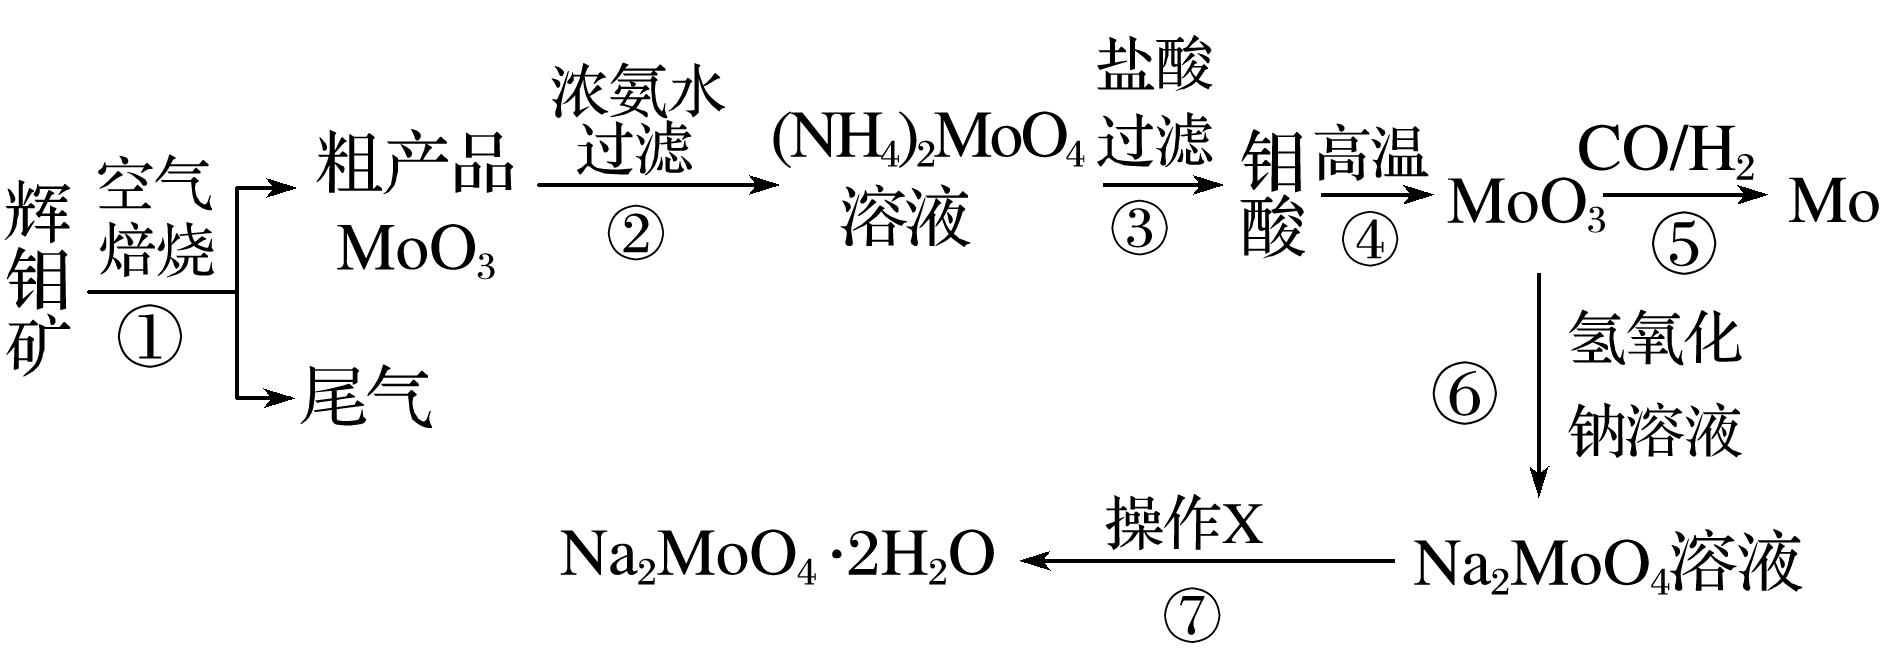 辉钼矿
空气
焙烧
①
粗产品
MoO₃
尾气
浓氨水
过滤
②
(NH₄)₂MoO₄
溶液
盐酸
过滤
③
钼酸
高温
④
MoO₃
CO/H₂
⑤
Mo
⑥
氢氧化
钠溶液
Na₂MoO₄溶液
操作X
⑦
Na₂MoO₄·2H₂O